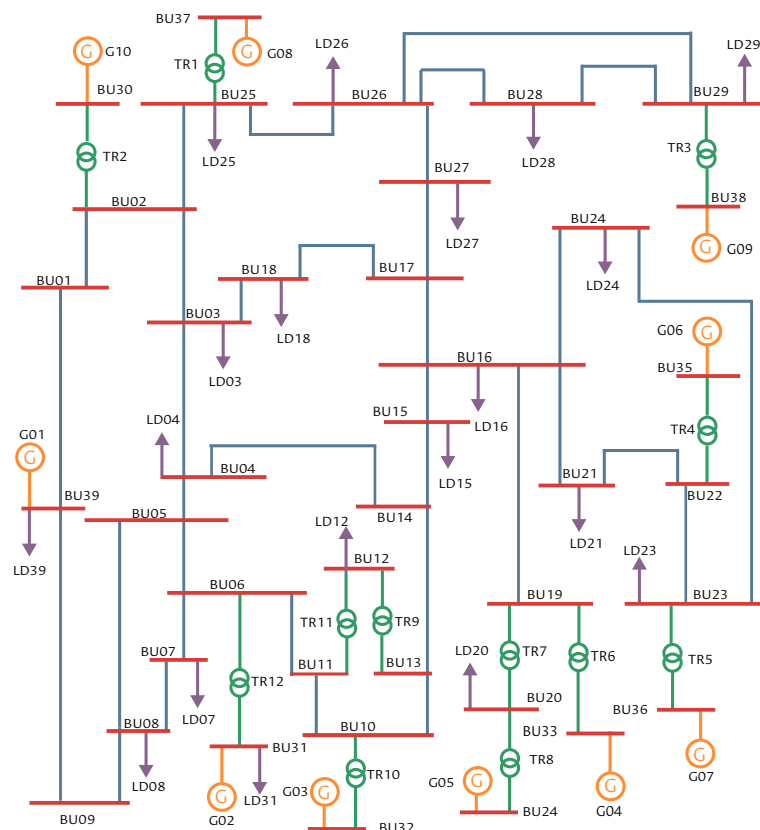 BU37
G
G10
LD26
G
G08
LD29
TR1
BU30
BU25
BU26
BU28
BU29
TR2
LD25
LD28
TR3
BU27
BU02
BU38
BU24
LD27
G
G09
BU18
BU17
LD24
BU01
BU03
LD18
G06
G
BU16
BU35
LD03
BU15
LD04
LD16
TR4
G01
G
BU04
LD15
BU21
BU22
BU39
BU14
BU05
LD12
LD21
LD23
BU12
LD39
BU06
BU19
BU23
TR11
TR9
BU07
BU11
BU13
LD20
TR7
TR6
TR5
TR12
LD07
BU20
BU36
BU08
BU10
BU33
BU31
G
G07
LD08
TR10
TR8
G03
G
G05
G
G
G04
G
G02
LD31
BU09
BU32
BU24